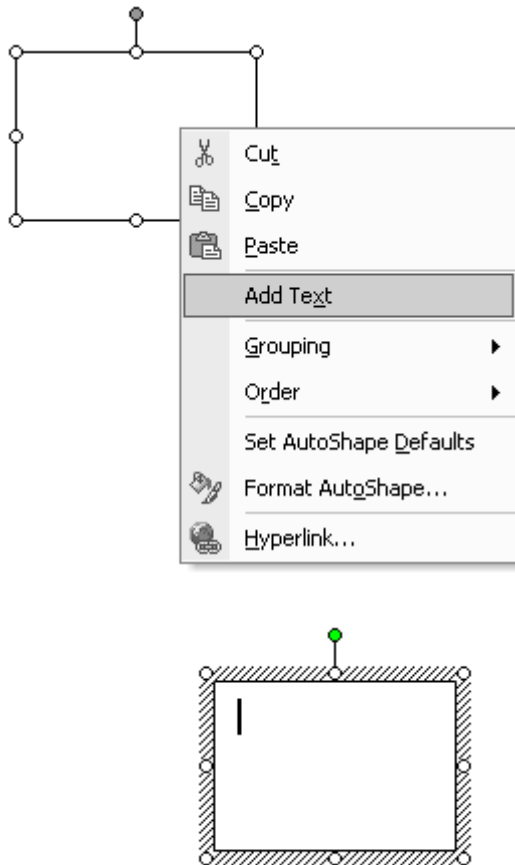 Cut
Copy
Paste
Add Text
Grouping
Order
Set AutoShape Defaults
Format AutoShape...
Hyperlink...